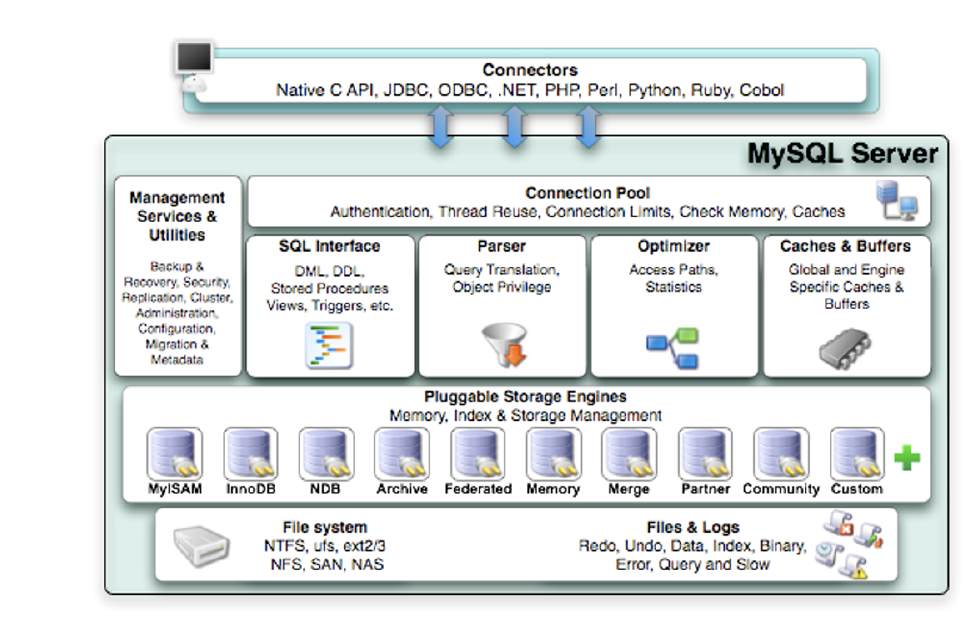 Connectors
Native C API, JDBC, ODBC, .NET, PHP, Perl, Python, Ruby, Cobol
MySQL Server
Management
Services &
Utilities
Backup &
Recovery, Security,
Replication, Cluster,
Administration,
Configuration,
Migration &
Metadata
Connection Pool
Authentication, Thread Reuse, Connection Limits, Check Memory, Caches
SQL Interface
DML, DDL,
Stored Procedures
Views, Triggers, etc.
Parser
Query Translation,
Object Privilege
Optimizer
Access Paths,
Statistics
Caches & Buffers
Global and Engine
Specific Caches &
Buffers
Pluggable Storage Engines
Memory, Index & Storage Management
MyISAM
InnoDB
NDB
Archive
Federated
Memory
Merge
Partner
Community
Custom
File system
NTFS, ufs, ext2/3
NFS, SAN, NAS
Files & Logs
Redo, Undo, Data, Index, Binary,
Error, Query and Slow